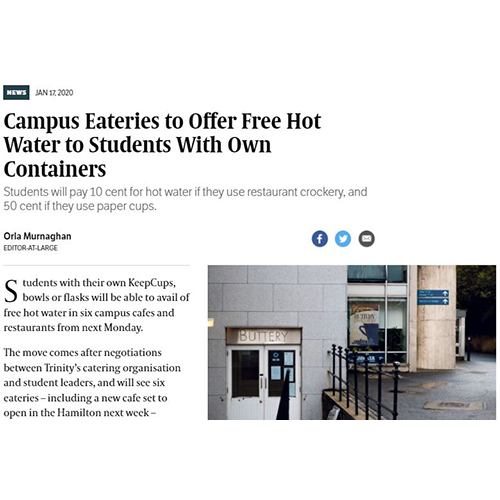 NEWS JAN 17, 2020
Campus Eateries to Offer Free Hot
Water to Students With Own
Containers
Students will pay 10 cent for hot water if they use restaurant crockery, and
50 cent if they use paper cups.
Orla Murnaghan
EDITOR-AT-LARGE
Students with their own KeepCups,
bowls or flasks will be able to avail of
free hot water in six campus cafes and
restaurants from next Monday.
The move comes after negotiations
between Trinity's catering organisation
and student leaders, and will see six
eateries – including a new cafe set to
open in the Hamilton next week –
BUTTERY
BUTTERY